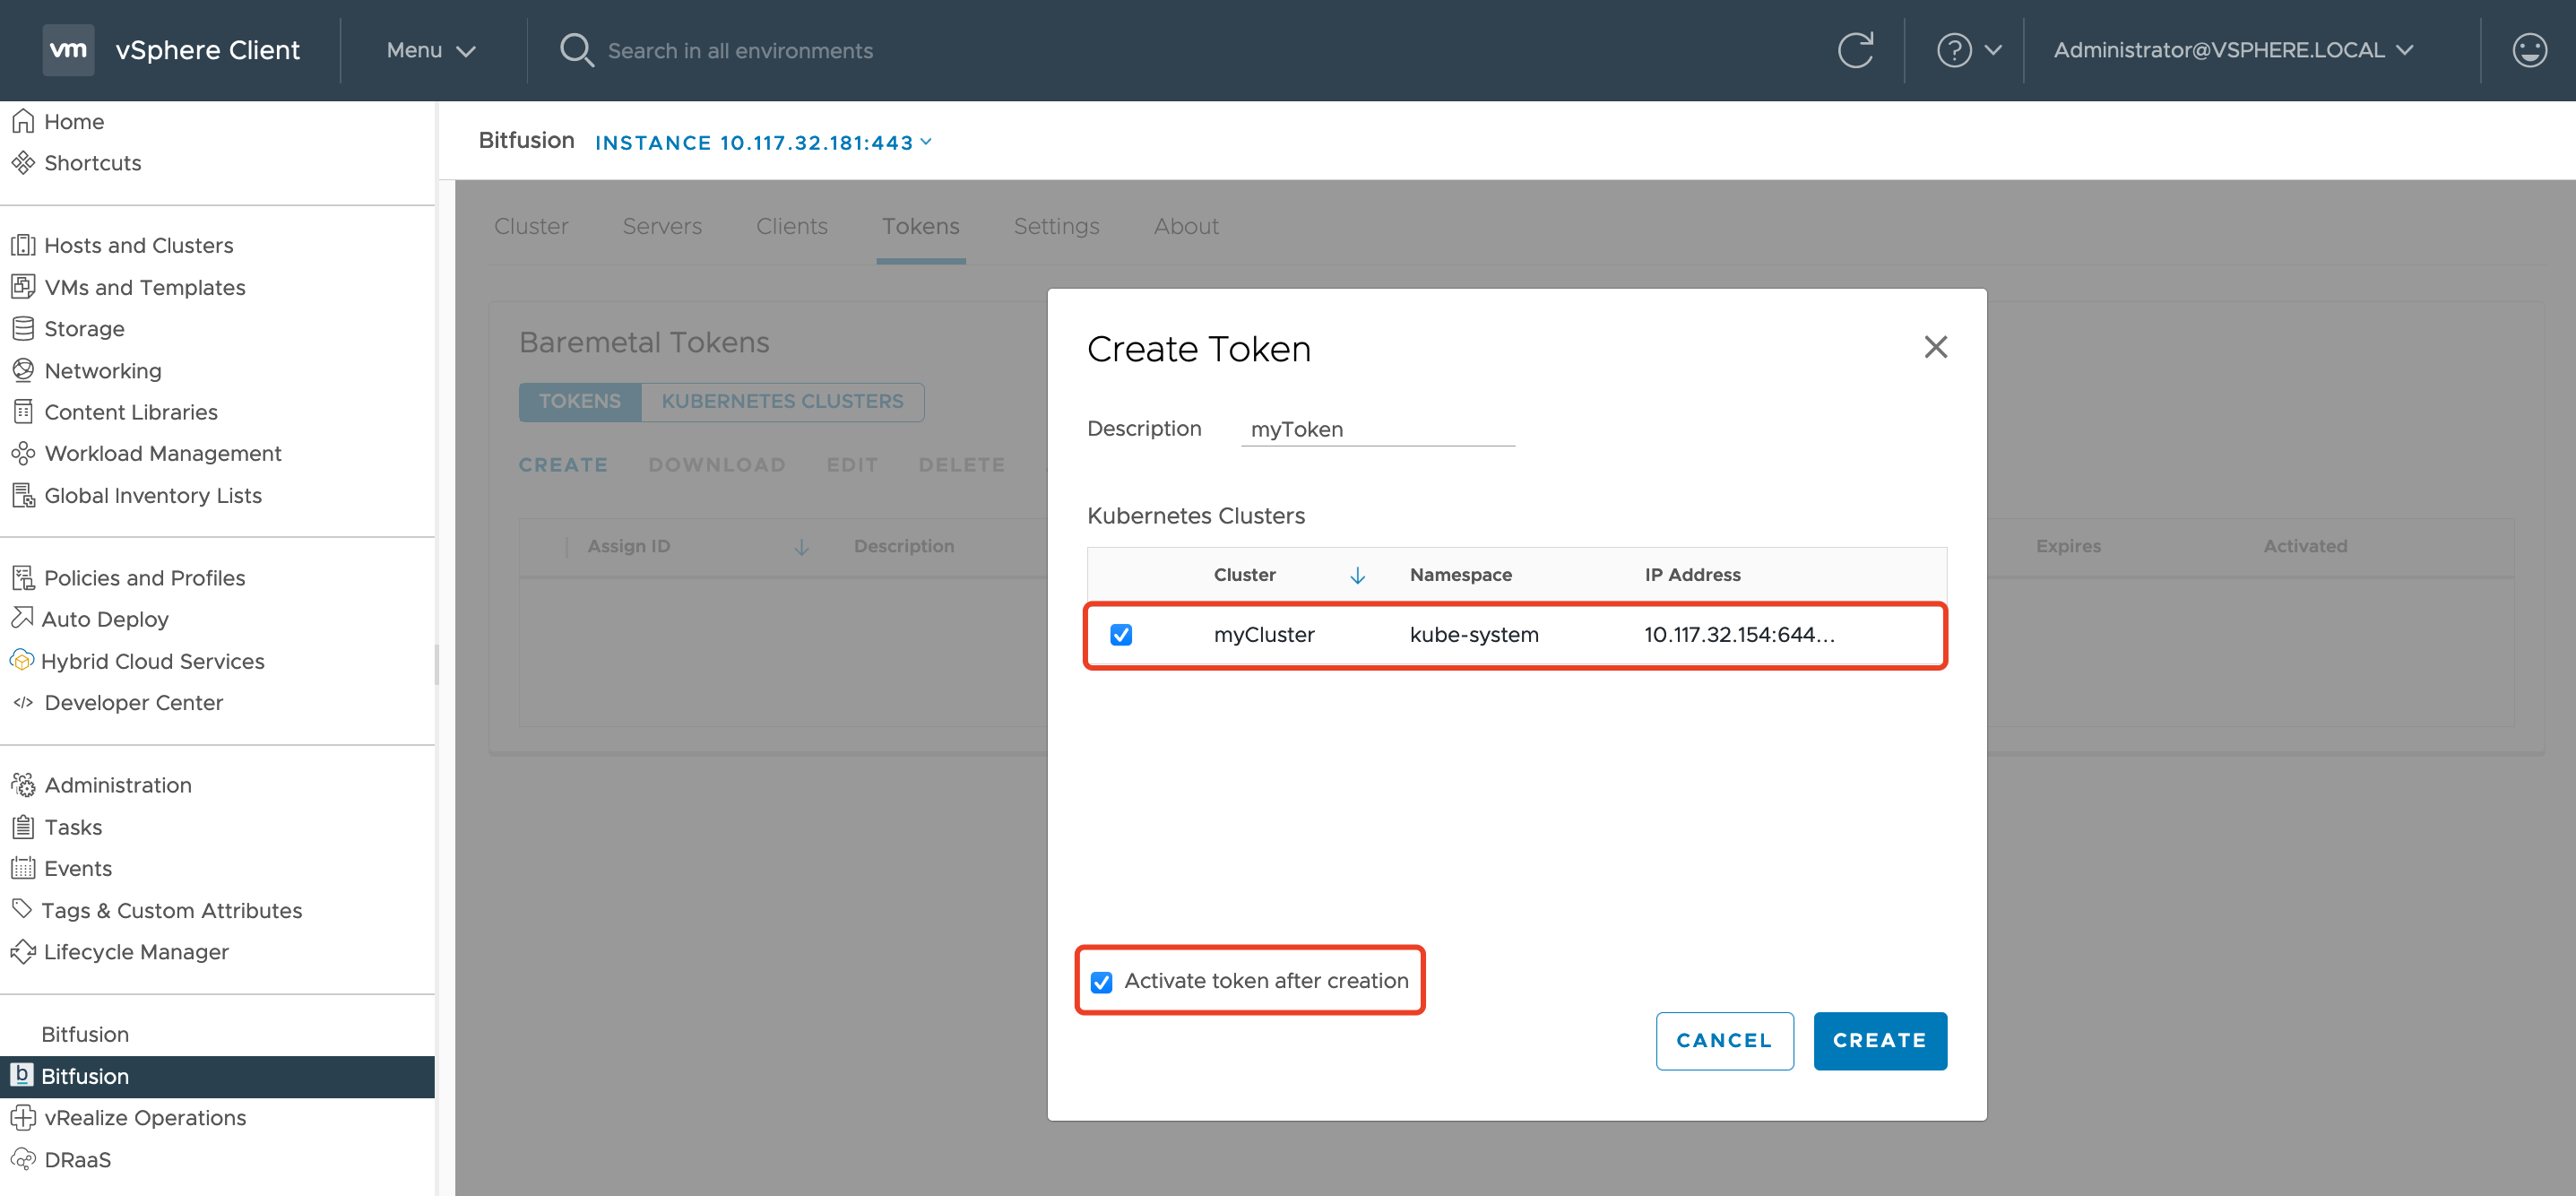 vm vSphere Client Menu Search in all environments Administrator@VSPHERE.LOCAL
Home
Shortcuts
Hosts and Clusters
VMs and Templates
Storage
Networking
Content Libraries
Workload Management
Global Inventory Lists
Policies and Profiles
Auto Deploy
Hybrid Cloud Services
Developer Center
Administration
Tasks
Events
Tags & Custom Attributes
Lifecycle Manager
Bitfusion
b Bitfusion
vRealize Operations
DRaaS
Bitfusion INSTANCE 10.117.32.181:443
Cluster Servers Clients Tokens Settings About
Baremetal Tokens
TOKENS KUBERNETES CLUSTERS
CREATE DOWNLOAD EDIT DELETE
Assign ID Description Expires Activated
Create Token
Description myToken
Kubernetes Clusters
Cluster Namespace IP Address
myCluster kube-system 10.117.32.154:644...
Activate token after creation
CANCEL CREATE